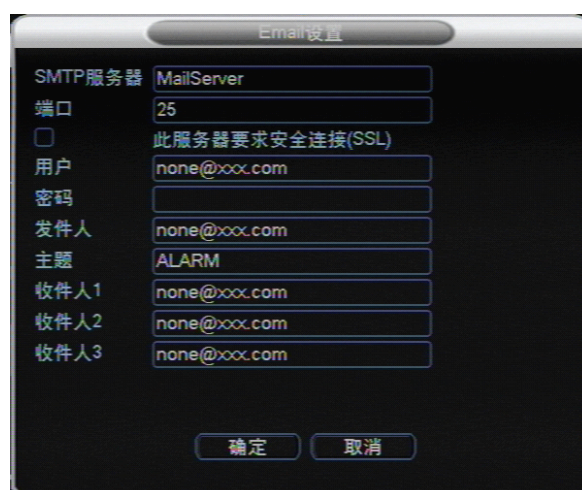 Email设置
SMTP服务器 MailServer
端口 25
此服务器要求安全连接(SSL)
用户 none@xxx.com
密码
发件人 none@xxx.com
主题 ALARM
收件人1 none@xxx.com
收件人2 none@xxx.com
收件人3 none@xxx.com
确定 取消